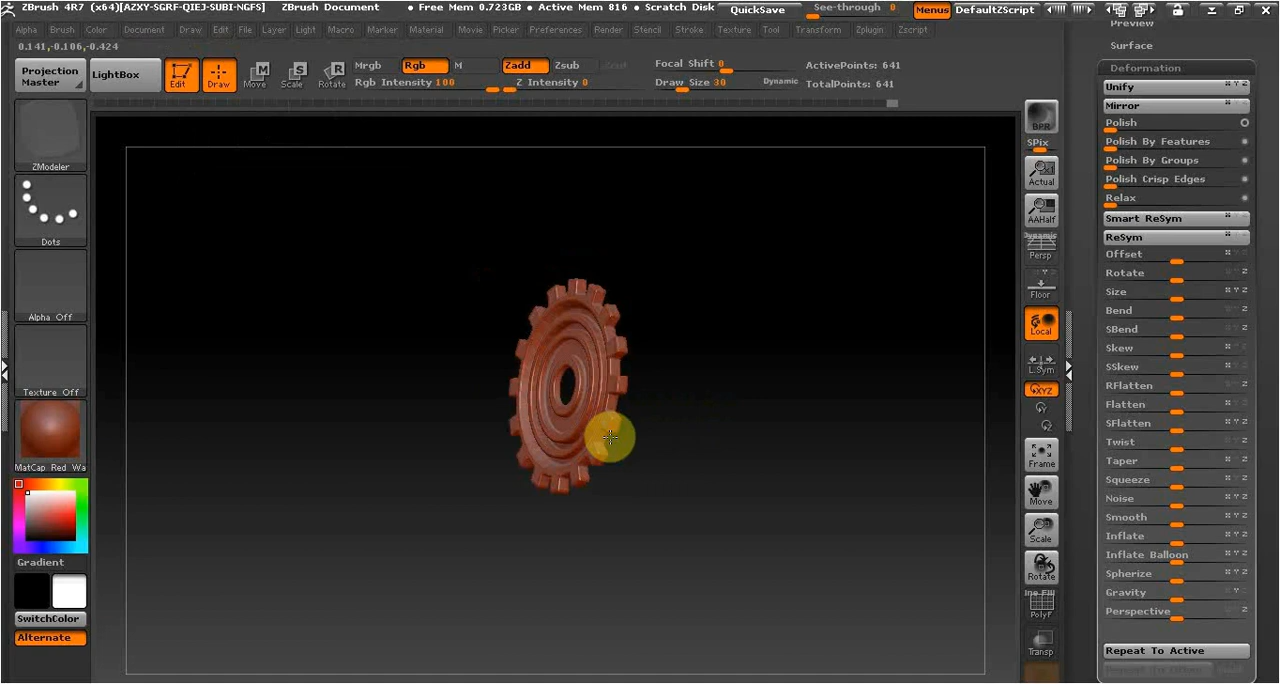 ZBrush 4R7 (x64)[AZXY-SGRF-QIEJ-SUBI-NGFS] ZBrush Document • Free Mem 0.723GB • Active Mem 816 • Scratch Disk QuickSave See-through 0 Menus DefaultZScript
Alpha Brush Color Document Draw Edit File Layer Light Macro Marker Material Movie Picker Preferences Render Stencil Stroke Texture Tool Transform Zplugin Zscript
0.141,-0.106,-0.424
Projection Master
LightBox
Edit
Draw
Move
Scale
Rotate
Mrgb Rgb M
Rgb Intensity 100
Zadd Zsub
Z Intensity 0
Focal Shift 0
Draw Size 30 Dynamic
ActivePoints: 641
TotalPoints: 641
ZModeler
Dots
Alpha Off
Texture Off
MatCap Red Wa
Gradient
SwitchColor
Alternate
BPR
SPix
Actual
AAHalf
Dynamic
Persp
Floor
Local
L.Sym
XYZ
Frame
Move
Scale
Rotate
PolyF
Transp
Preview
Surface
Deformation
Unify
Mirror
Polish
Polish By Features
Polish By Groups
Polish Crisp Edges
Relax
Smart ReSym
ReSym
Offset
Rotate
Size
Bend
SBend
Skew
SSkew
RFlatten
Flatten
SFlatten
Twist
Taper
Squeeze
Noise
Smooth
Inflate
Inflate Balloon
Spherize
Gravity
Perspective
Repeat To Active